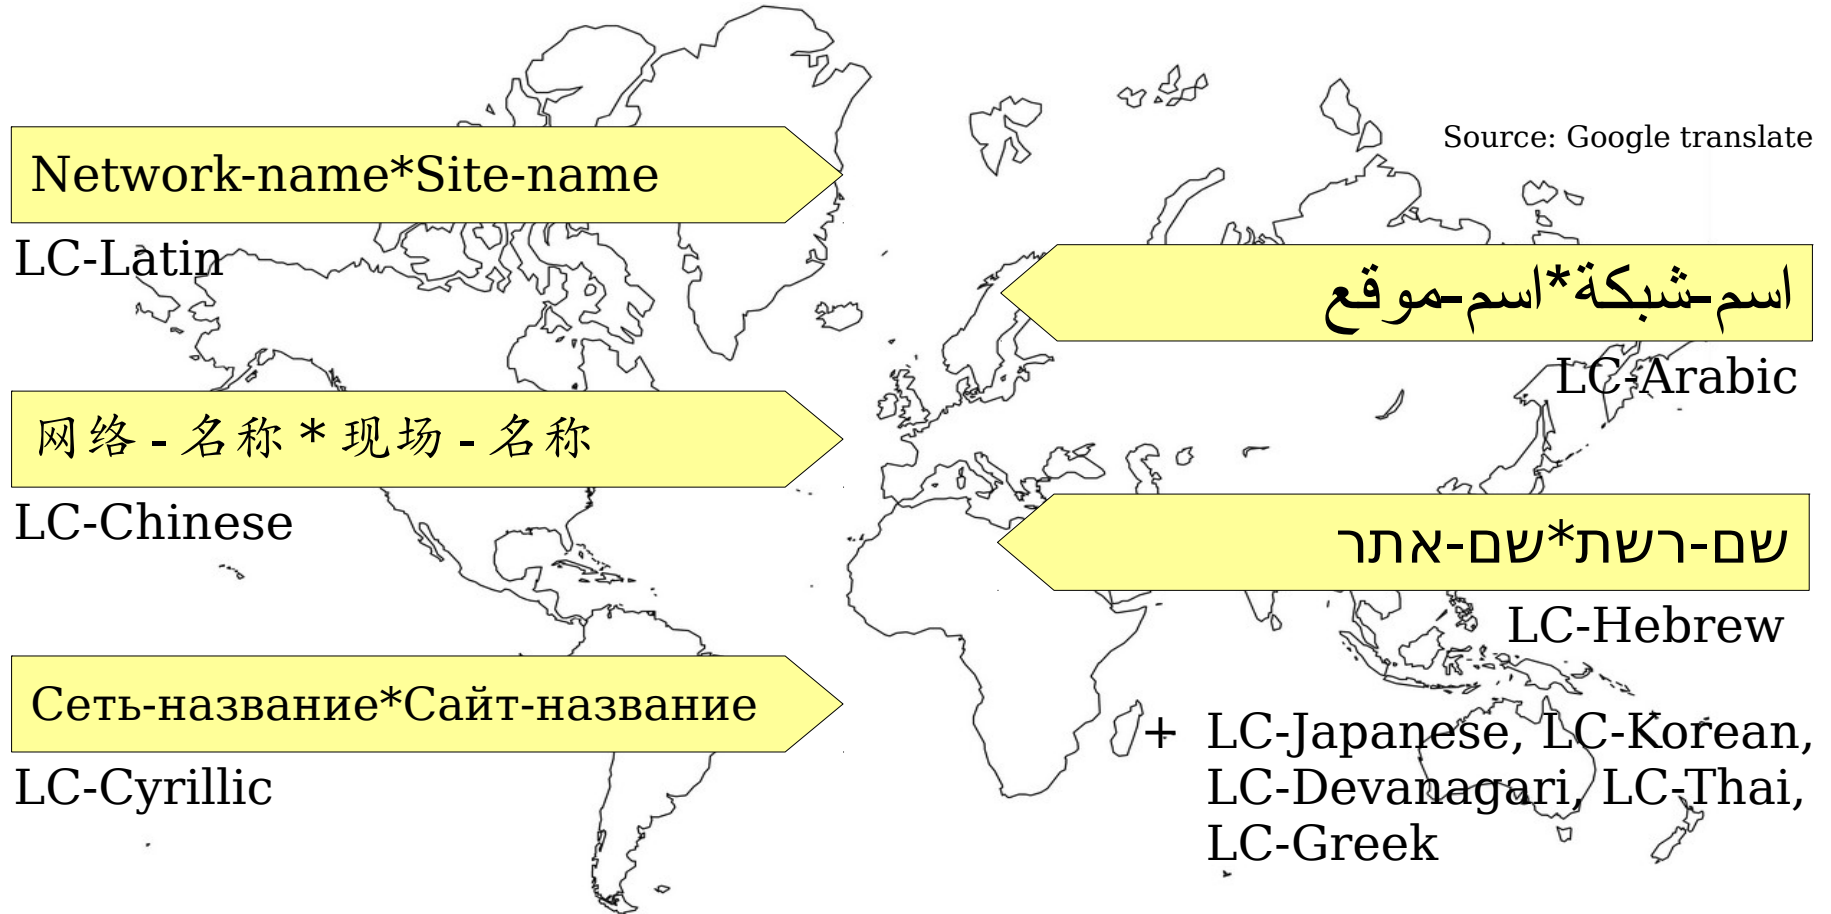 Source: Google translate
Network-name*Site-name
LC-Latin
اسم-شبكة*اسم-موقع
LC-Arabic
网络-名称*现场-名称
LC-Chinese
שם-רשת*שם-אתר
LC-Hebrew
Сеть-название*Сайт-название
LC-Cyrillic
+ LC-Japanese, LC-Korean,
LC-Devanagari, LC-Thai,
LC-Greek